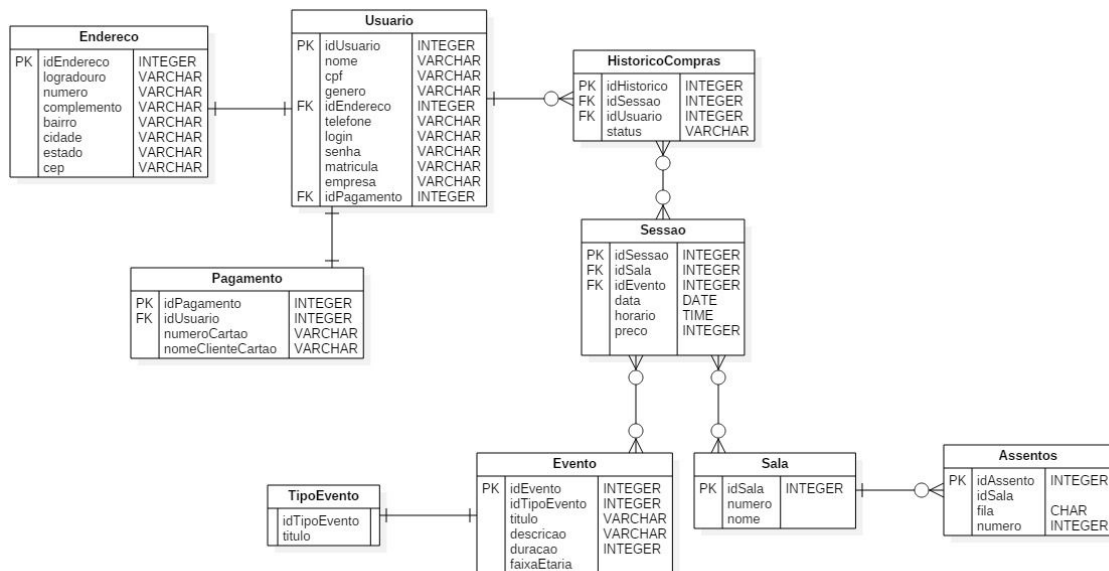 Endereco
PK idEndereco INTEGER
logradouro VARCHAR
numero VARCHAR
complemento VARCHAR
bairro VARCHAR
cidade VARCHAR
estado VARCHAR
cep VARCHAR
Usuario
PK idUsuario INTEGER
nome VARCHAR
cpf VARCHAR
genero VARCHAR
FK idEndereco INTEGER
telefone VARCHAR
login VARCHAR
senha VARCHAR
matricula VARCHAR
empresa VARCHAR
FK idPagamento INTEGER
HistoricoCompras
PK idHistorico INTEGER
FK idSessao INTEGER
FK idUsuario INTEGER
status VARCHAR
Pagamento
PK idPagamento INTEGER
FK idUsuario INTEGER
numeroCartao VARCHAR
nomeClienteCartao VARCHAR
Sessao
PK idSessao INTEGER
FK idSala INTEGER
FK idEvento INTEGER
data DATE
horario TIME
preco INTEGER
TipoEvento
idTipoEvento
titulo
Evento
PK idEvento INTEGER
idTipoEvento INTEGER
titulo VARCHAR
descricao VARCHAR
duracao INTEGER
faixaEtaria
Sala
PK idSala INTEGER
numero
nome
Assentos
PK idAssento INTEGER
idSala
fila CHAR
numero INTEGER